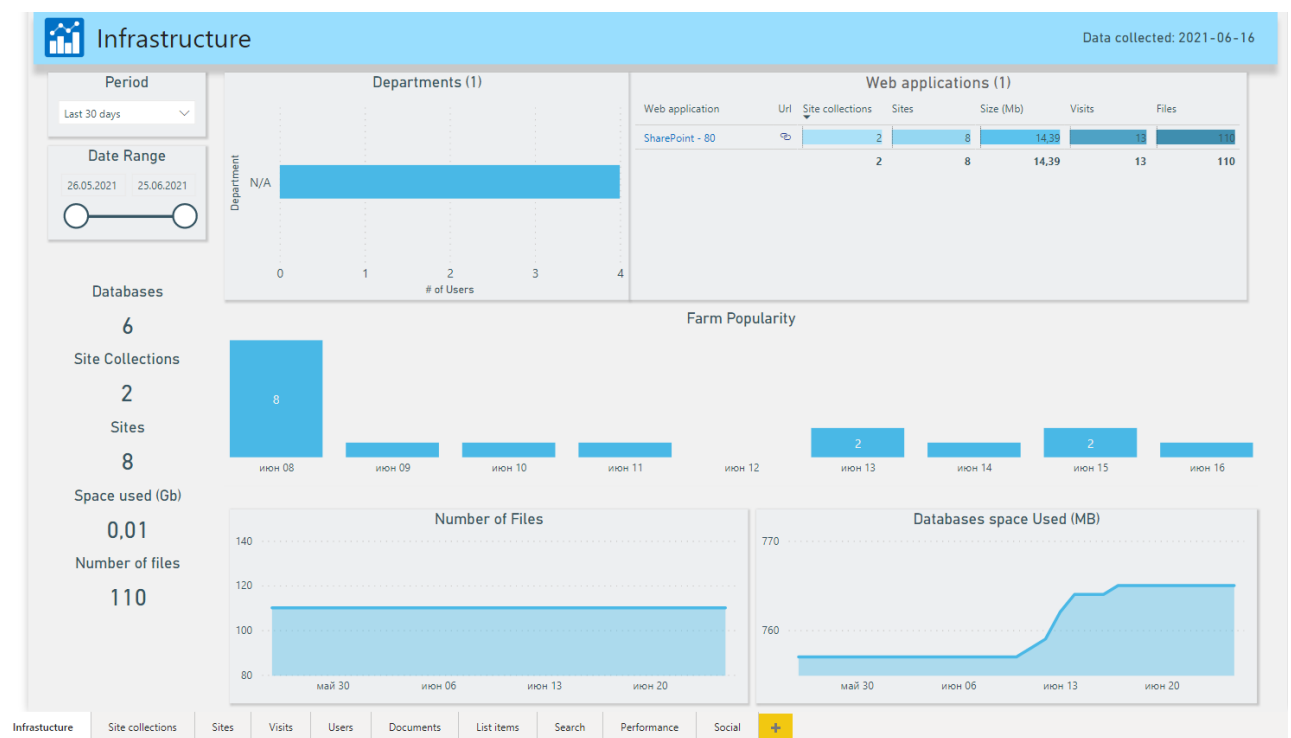 Infrastructure
Data collected: 2021-06-16
Period
Last 30 days
Date Range
26.05.2021 25.06.2021
Databases
6
Site Collections
2
Sites
8
Space used (Gb)
0,01
Number of files
110
Departments (1)
Department
N/A
0 1 2 3 4
# of Users
Web applications (1)
Web application Url Site collections Sites Size (Mb) Visits Files
SharePoint - 80 2 8 14,39 13 110
2 8 14,39 13 110
Farm Popularity
8 2 2
июн 08 июн 09 июн 10 июн 11 июн 12 июн 13 июн 14 июн 15 июн 16
Number of Files
140
120
100
80
май 30 июн 06 июн 13 июн 20
Databases space Used (MB)
770
760
май 30 июн 06 июн 13 июн 20
Infrastucture Site collections Sites Visits Users Documents List items Search Performance Social +